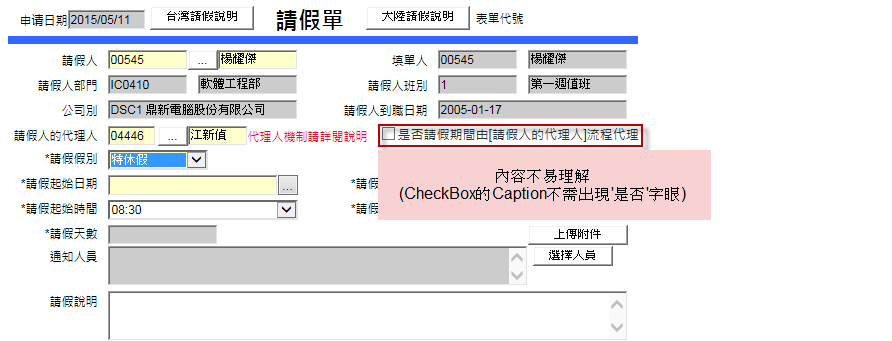 申请日期 2015/05/11 台灣請假說明 請假單 大陸請假說明 表單代號
請假人 00545 ... 楊耀傑 填單人 00545 楊耀傑
請假人部門 IC0410 軟體工程部 請假人班別 1 第一週值班
公司別 DSC1 鼎新電腦股份有限公司 請假人到職日期 2005-01-17
請假人的代理人 04446 ... 江新偵 代理人機制請詳閱說明 是否請假期間由[請假人的代理人]流程代理
*請假假別 特休假
內容不易理解
(CheckBox的Caption不需出現'是否'字眼)
*請假起始日期 ... *請假
*請假起始時間 08:30 *請假
*請假天數 上傳附件
通知人員 選擇人員
請假說明